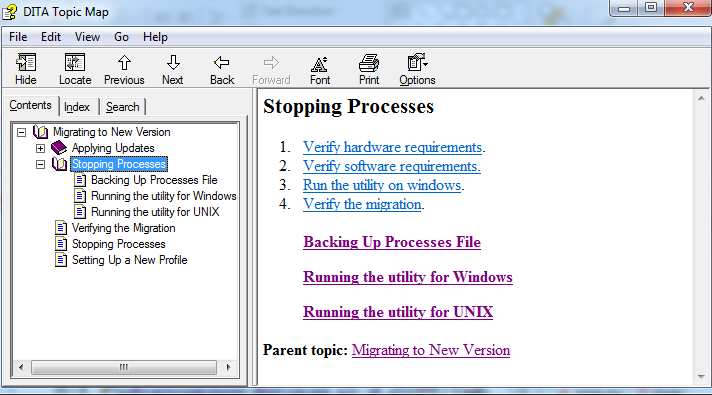 DITA Topic Map
File Edit View Go Help
Hide Locate Previous Next Back Forward Font Print Options
Contents Index Search
Migrating to New Version
Applying Updates
Stopping Processes
Backing Up Processes File
Running the utility for Windows
Running the utility for UNIX
Verifying the Migration
Stopping Processes
Setting Up a New Profile
Stopping Processes
1. Verify hardware requirements.
2. Verify software requirements.
3. Run the utility on windows.
4. Verify the migration.
Backing Up Processes File
Running the utility for Windows
Running the utility for UNIX
Parent topic: Migrating to New Version